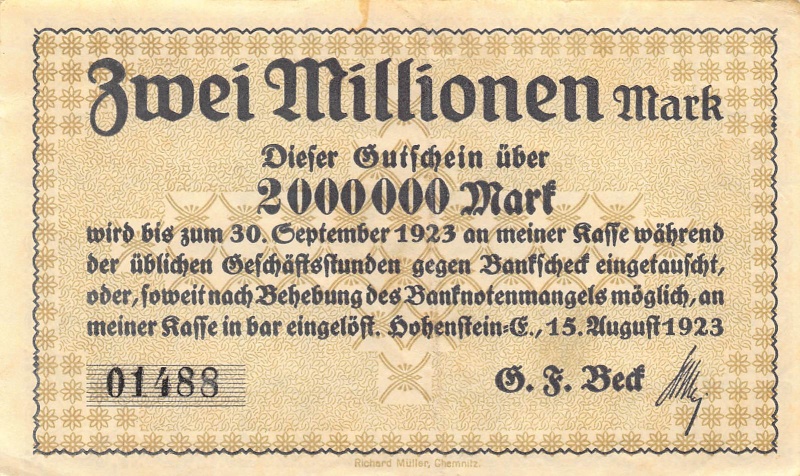 Zwei Millionen Mark
Dieser Gutschein über
2000000 Mark
wird bis zum 30. September 1923 an meiner Kasse während
der üblichen Geschäftsstunden gegen Bankscheck eingetauscht,
oder, soweit nach Behebung des Banknotenmangels möglich, an
meiner Kasse in bar eingelöst. Hohenstein-E., 15. August 1923
01488
G. F. Beck
Richard Müller, Chemnitz.